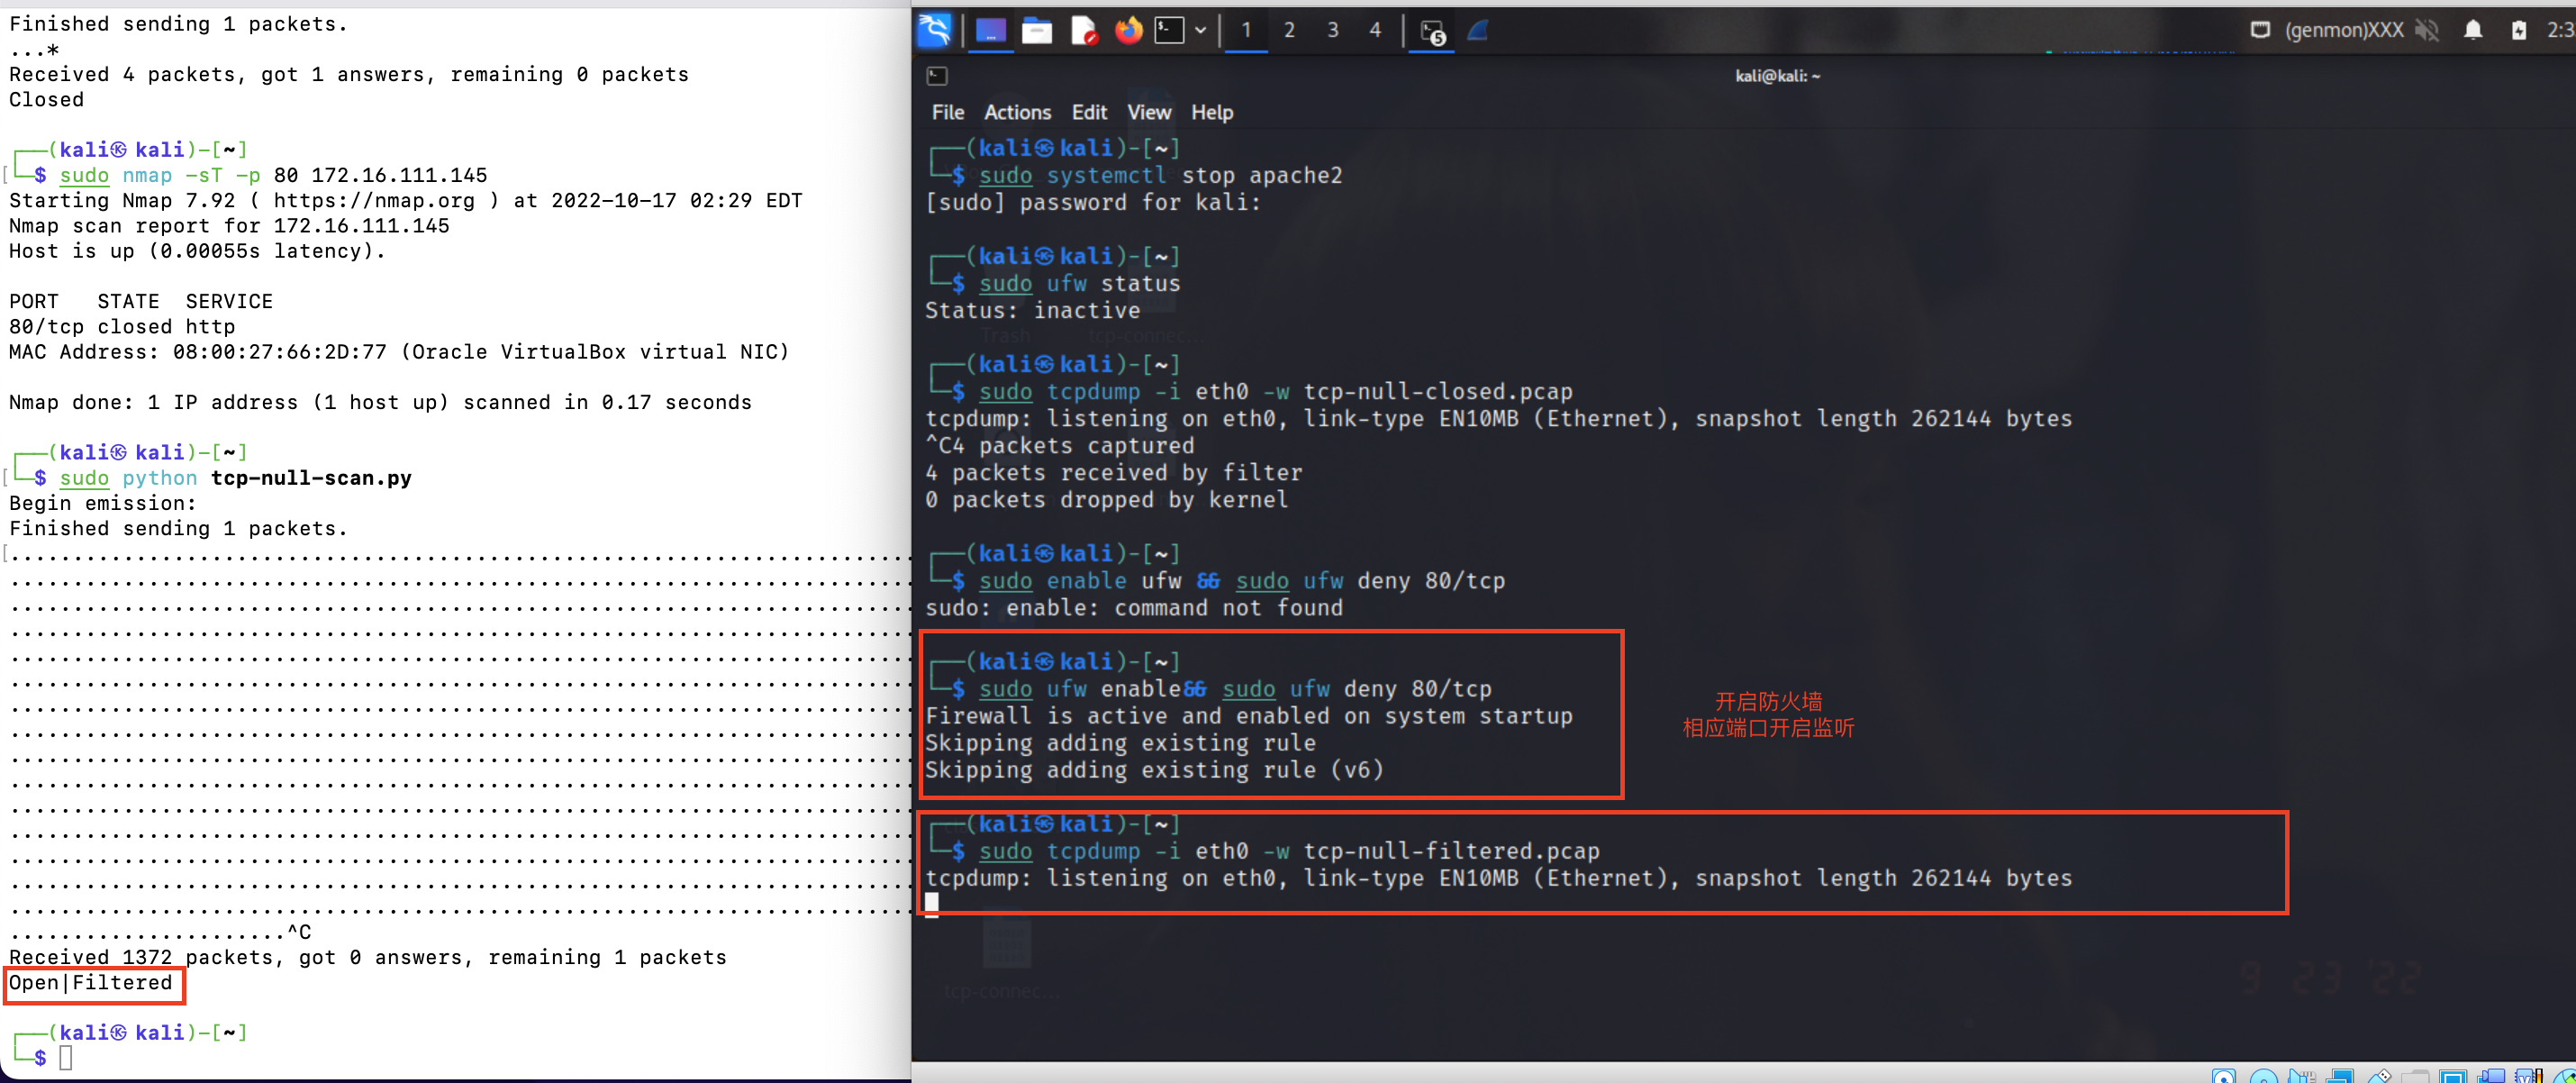 Finished sending 1 packets.
...*
Received 4 packets, got 1 answers, remaining 0 packets
Closed
┌──(kali㉿kali)-[~]
└─$ sudo nmap -sT -p 80 172.16.111.145
Starting Nmap 7.92 ( https://nmap.org ) at 2022-10-17 02:29 EDT
Nmap scan report for 172.16.111.145
Host is up (0.00055s latency).
PORT   STATE  SERVICE
80/tcp closed http
MAC Address: 08:00:27:66:2D:77 (Oracle VirtualBox virtual NIC)
Nmap done: 1 IP address (1 host up) scanned in 0.17 seconds
┌──(kali㉿kali)-[~]
└─$ sudo python tcp-null-scan.py
Begin emission:
Finished sending 1 packets.
......................^C
Received 1372 packets, got 0 answers, remaining 1 packets
Open|Filtered
┌──(kali㉿kali)-[~]
└─$
1 2 3 4
5
(genmon)XXX
2:3
kali@kali: ~
File Actions Edit View Help
┌──(kali㉿kali)-[~]
└─$ sudo systemctl stop apache2
[sudo] password for kali:
┌──(kali㉿kali)-[~]
└─$ sudo ufw status
Status: inactive
Trash
tcp-connec...
┌──(kali㉿kali)-[~]
└─$ sudo tcpdump -i eth0 -w tcp-null-closed.pcap
tcpdump: listening on eth0, link-type EN10MB (Ethernet), snapshot length 262144 bytes
^C4 packets captured
4 packets received by filter
0 packets dropped by kernel
┌──(kali㉿kali)-[~]
└─$ sudo enable ufw && sudo ufw deny 80/tcp
sudo: enable: command not found
┌──(kali㉿kali)-[~]
└─$ sudo ufw enable&& sudo ufw deny 80/tcp
Firewall is active and enabled on system startup
Skipping adding existing rule
Skipping adding existing rule (v6)
开启防火墙
相应端口开启监听
┌──(kali㉿kali)-[~]
└─$ sudo tcpdump -i eth0 -w tcp-null-filtered.pcap
tcpdump: listening on eth0, link-type EN10MB (Ethernet), snapshot length 262144 bytes
tcp-connec...
9 23 '22